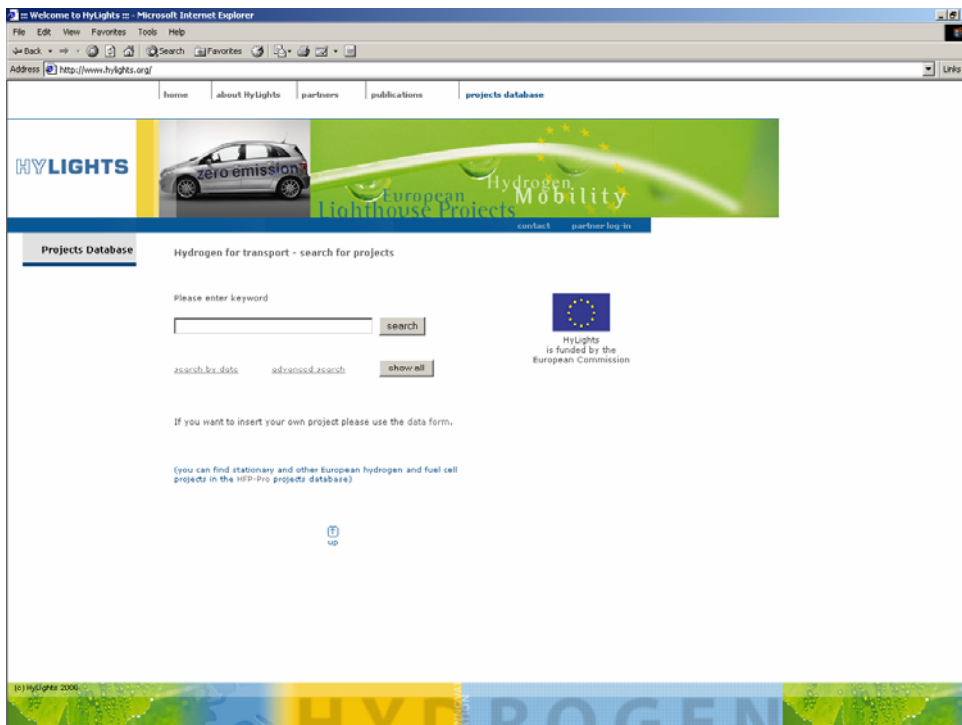 ::: Welcome to HyLights ::: - Microsoft Internet Explorer
File Edit View Favorites Tools Help
Back Search Favorites
Address http://www.hylights.org/ Links
home about HyLights partners publications projects database
HYLIGHTS
zero emission
European
Lighthouse Projects
Hydrogen
Mobility
contact partner log-in
Projects Database
Hydrogen for transport - search for projects
Please enter keyword
search
HyLights
is funded by the
European Commission
search by date advanced search show all
If you want to insert your own project please use the data form.
(you can find stationary and other European hydrogen and fuel cell
projects in the HFP-Pro projects database)
up
(c) HyLights 2006
HYDROGEN